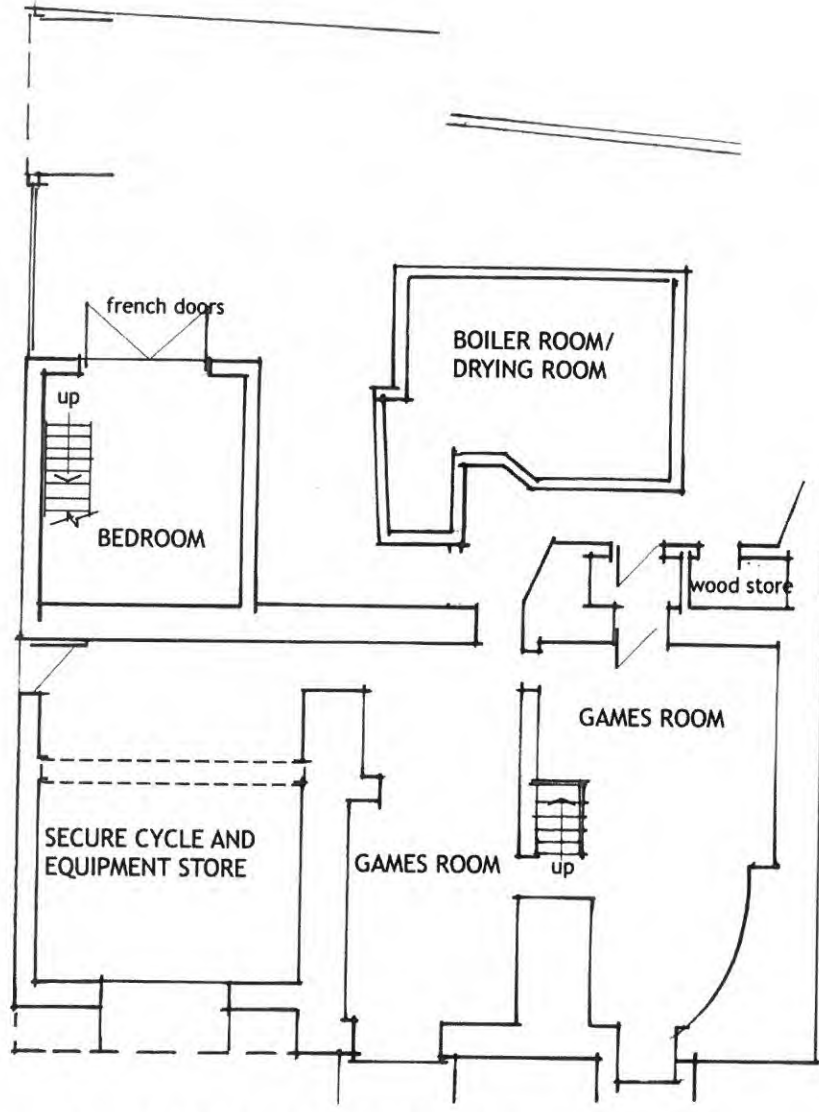 french doors
BOILER ROOM/
DRYING ROOM
up
BEDROOM
wood store
GAMES ROOM
SECURE CYCLE AND
EQUIPMENT STORE
GAMES ROOM
up